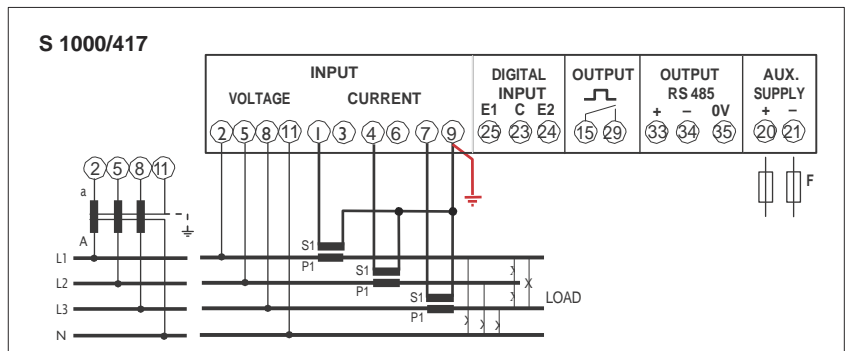 S 1000/417
INPUT
DIGITAL
INPUT
OUTPUT
OUTPUT
RS 485
AUX.
SUPPLY
VOLTAGE
CURRENT
E1 C E2
+ − 0V
+ −
2 5 8 11 1 3 4 6 7 9 25 23 24 15 29 33 34 35 20 21
2 5 8 11
F
a
A
S1
L1
P1
S1
L2
P1
S1
L3
LOAD
P1
N